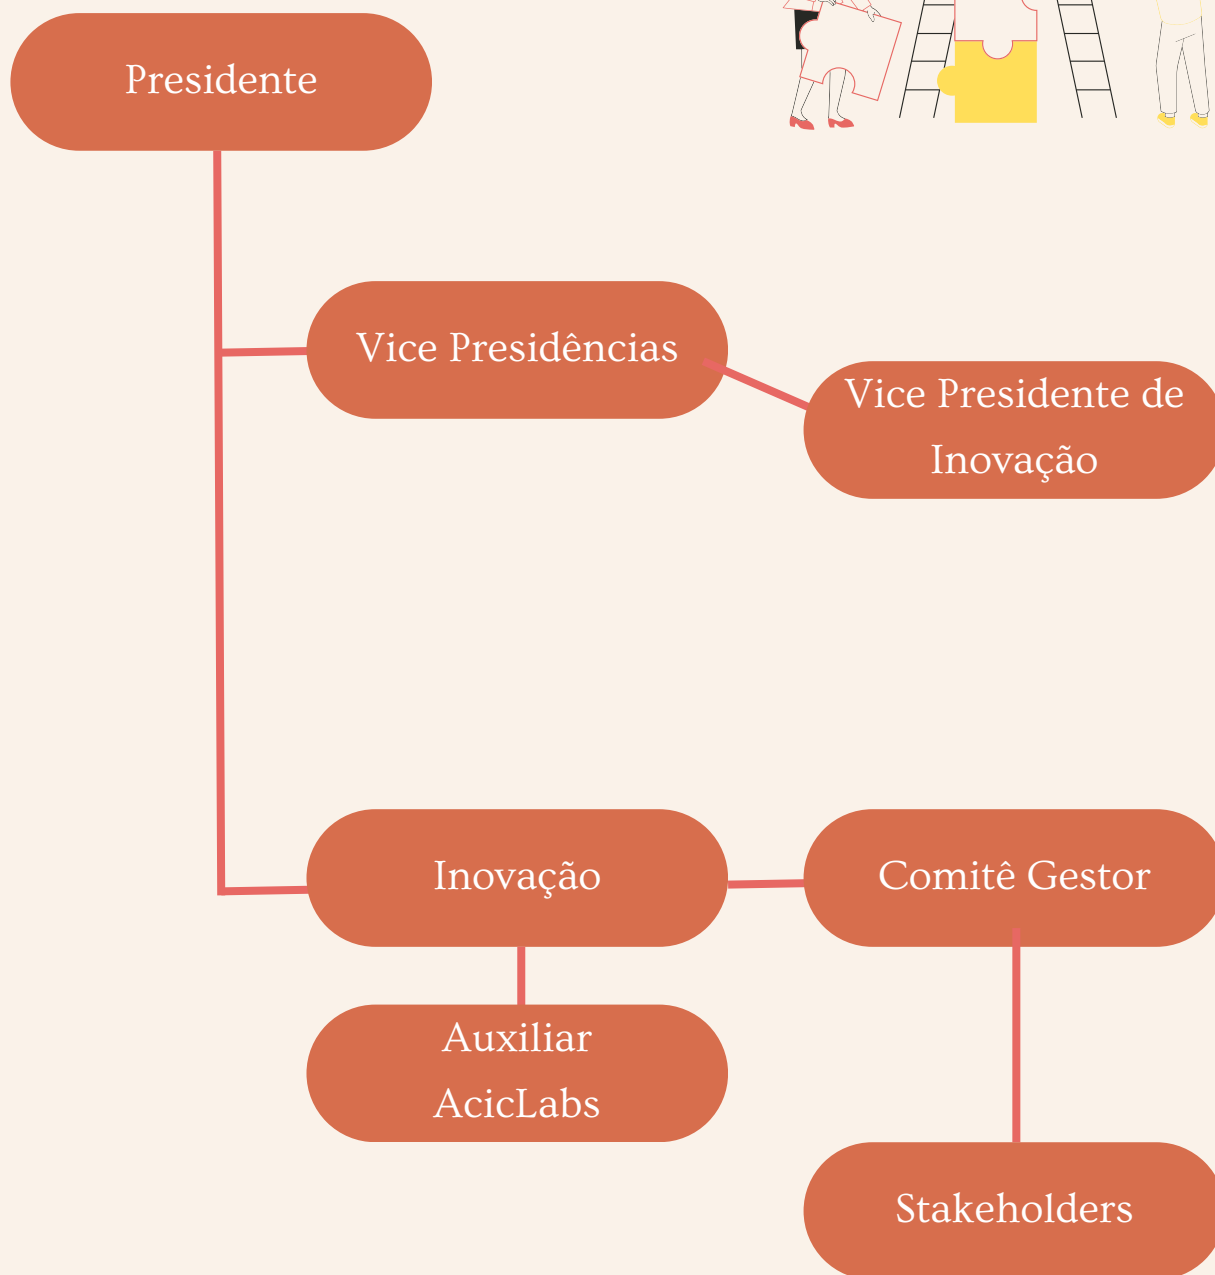 Presidente
Vice Presidências
Vice Presidente de
Inovação
Inovação
Comitê Gestor
Auxiliar
AcicLabs
Stakeholders